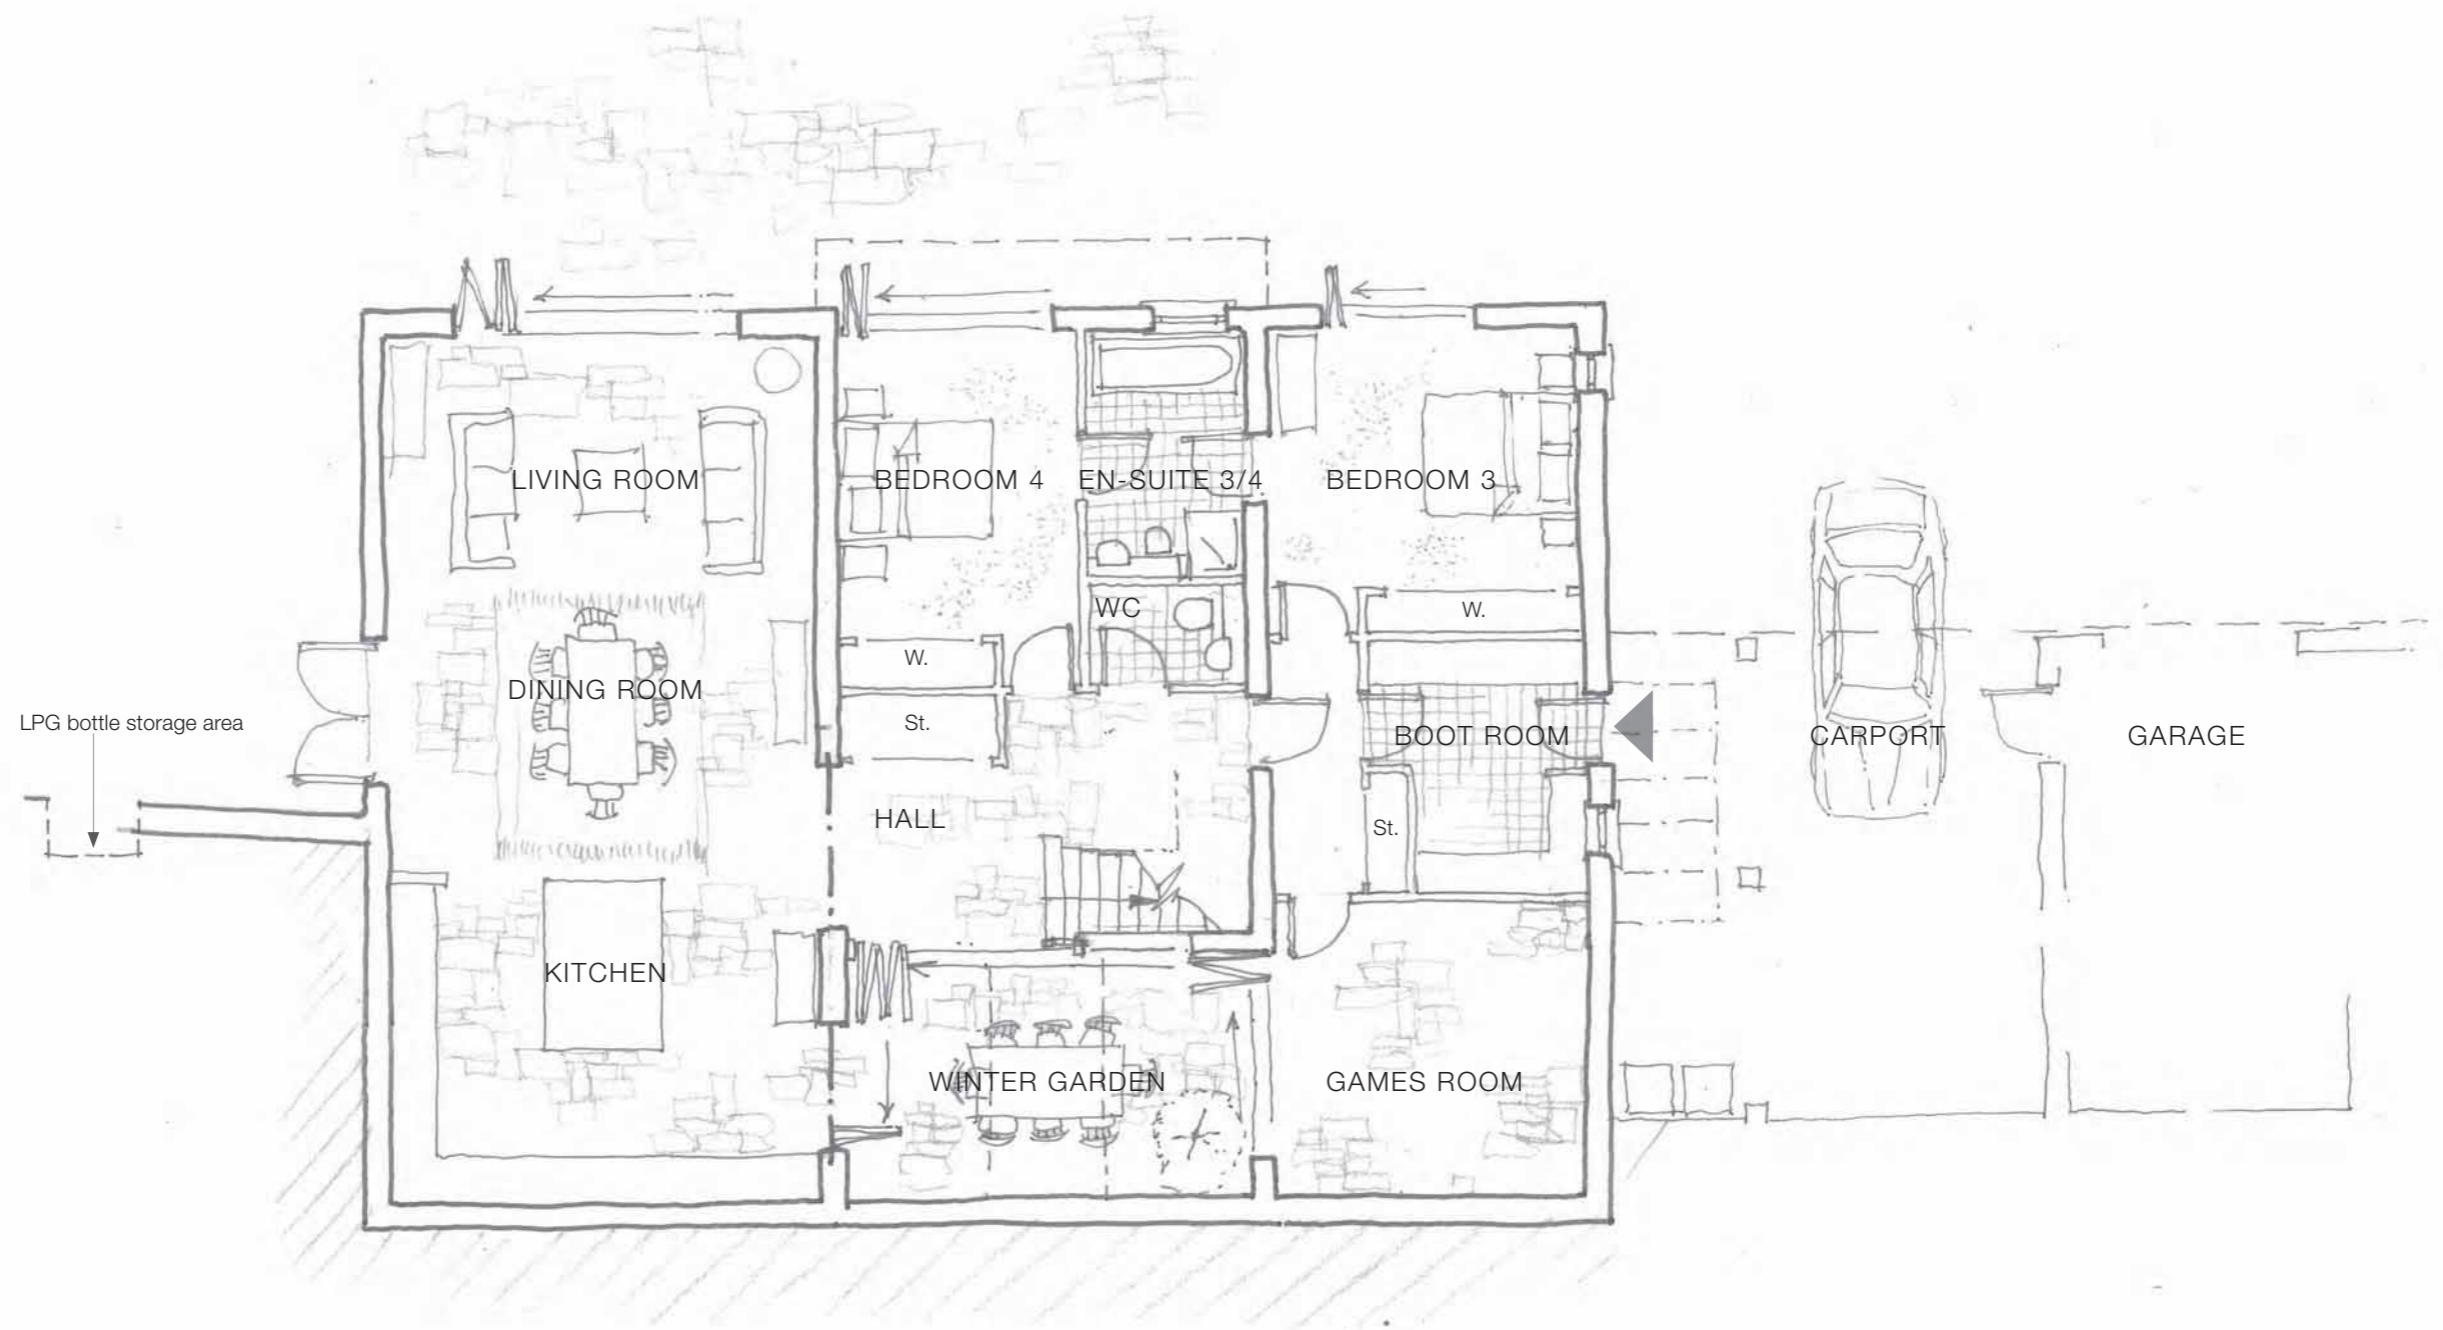 LIVING ROOM
BEDROOM 4
EN-SUITE 3/4
BEDROOM 3
WC
W.
W.
DINING ROOM
LPG bottle storage area
St.
BOOT ROOM
CARPORT
GARAGE
HALL
St.
KITCHEN
WINTER GARDEN
GAMES ROOM